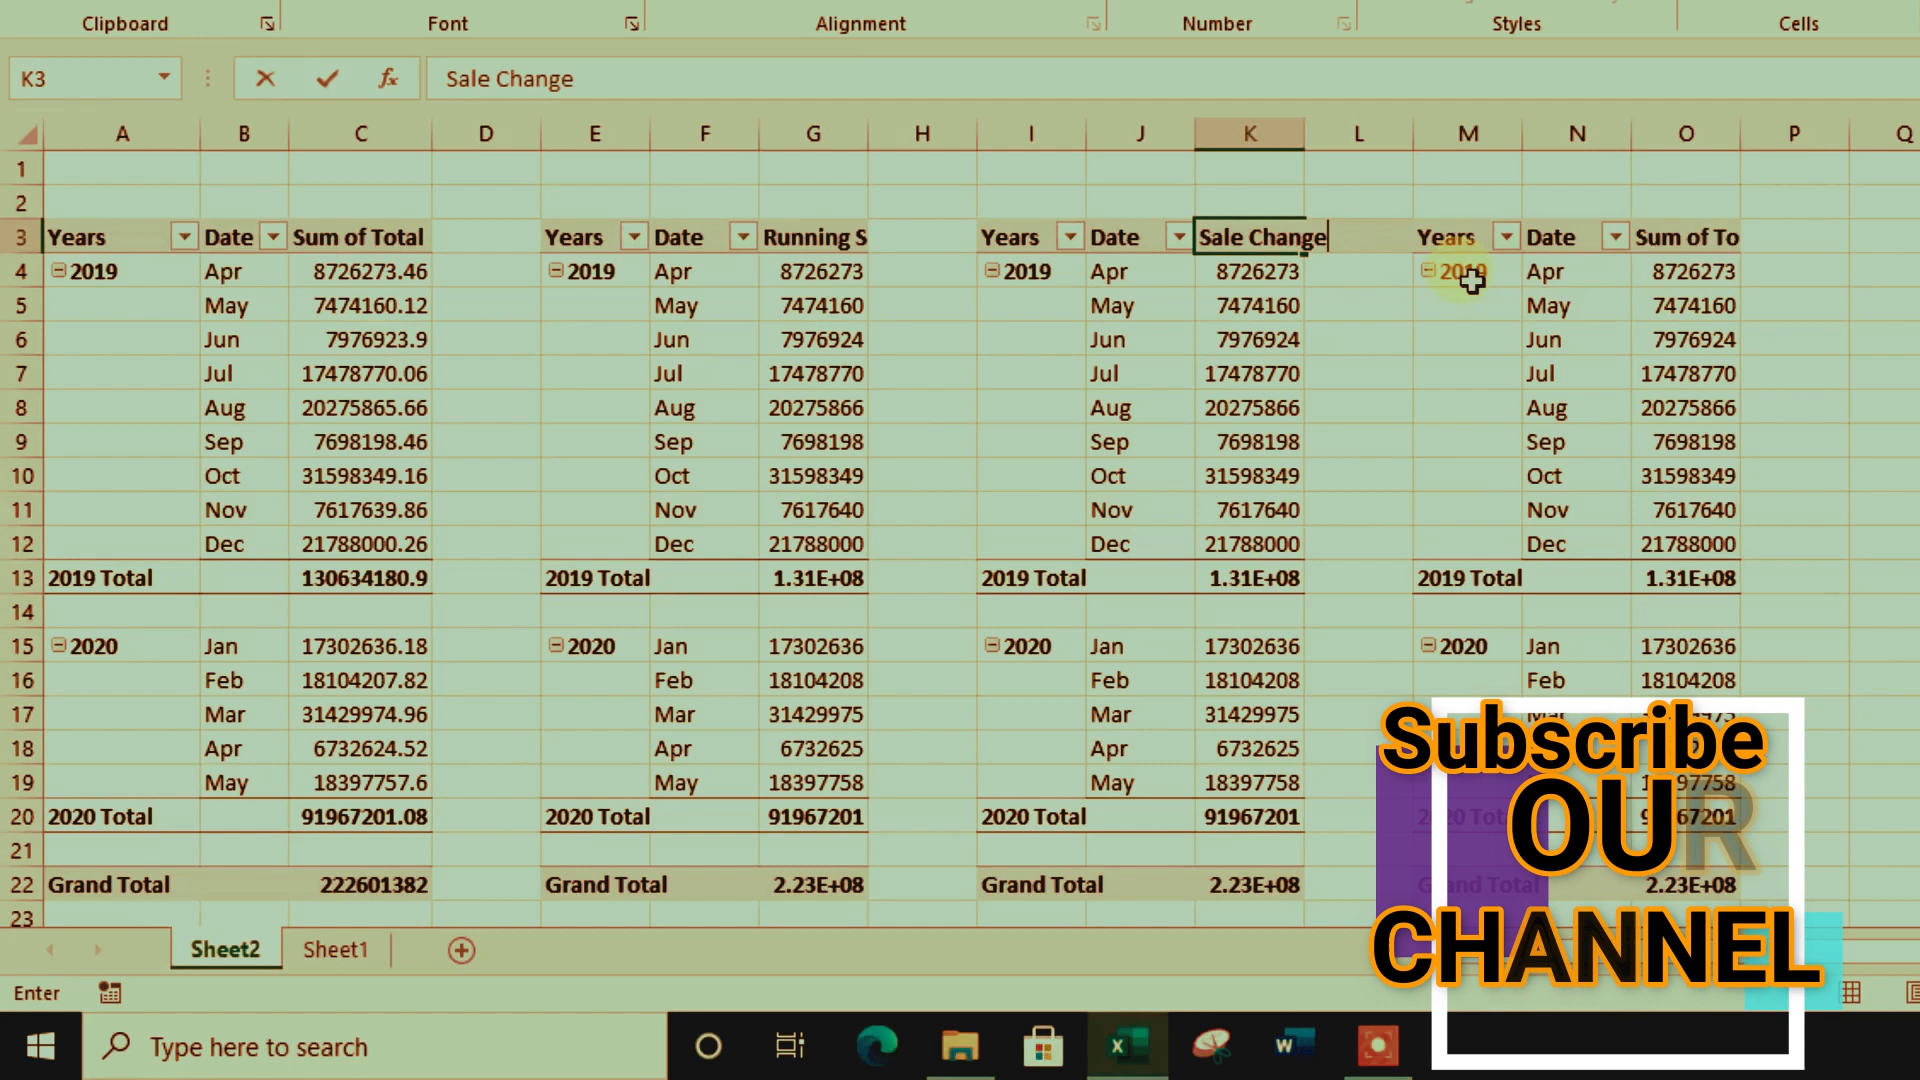 Clipboard Font Alignment Number Styles Cells
K3 fx Sale Change
A B C D E F G H I J K L M N O P Q
1
2
3 Years Date Sum of Total Years Date Running S Years Date Sale Change Years Date Sum of To
4 2019 Apr 8726273.46 2019 Apr 8726273 2019 Apr 8726273 2019 Apr 8726273
5 May 7474160.12 May 7474160 May 7474160 May 7474160
6 Jun 7976923.9 Jun 7976924 Jun 7976924 Jun 7976924
7 Jul 17478770.06 Jul 17478770 Jul 17478770 Jul 17478770
8 Aug 20275865.66 Aug 20275866 Aug 20275866 Aug 20275866
9 Sep 7698198.46 Sep 7698198 Sep 7698198 Sep 7698198
10 Oct 31598349.16 Oct 31598349 Oct 31598349 Oct 31598349
11 Nov 7617639.86 Nov 7617640 Nov 7617640 Nov 7617640
12 Dec 21788000.26 Dec 21788000 Dec 21788000 Dec 21788000
13 2019 Total 130634180.9 2019 Total 1.31E+08 2019 Total 1.31E+08 2019 Total 1.31E+08
14
15 2020 Jan 17302636.18 2020 Jan 17302636 2020 Jan 17302636 2020 Jan 17302636
16 Feb 18104207.82 Feb 18104208 Feb 18104208 Feb 18104208
17 Mar 31429974.96 Mar 31429975 Mar 31429975
18 Apr 6732624.52 Apr 6732625 Apr 6732625
19 May 18397757.6 May 18397758 May 18397758
20 2020 Total 91967201.08 2020 Total 91967201 2020 Total 91967201
21
22 Grand Total 222601382 Grand Total 2.23E+08 Grand Total 2.23E+08 Grand Total 2.23E+08
23
Subscribe
OUR
CHANNEL
Sheet2 Sheet1
Enter
Type here to search